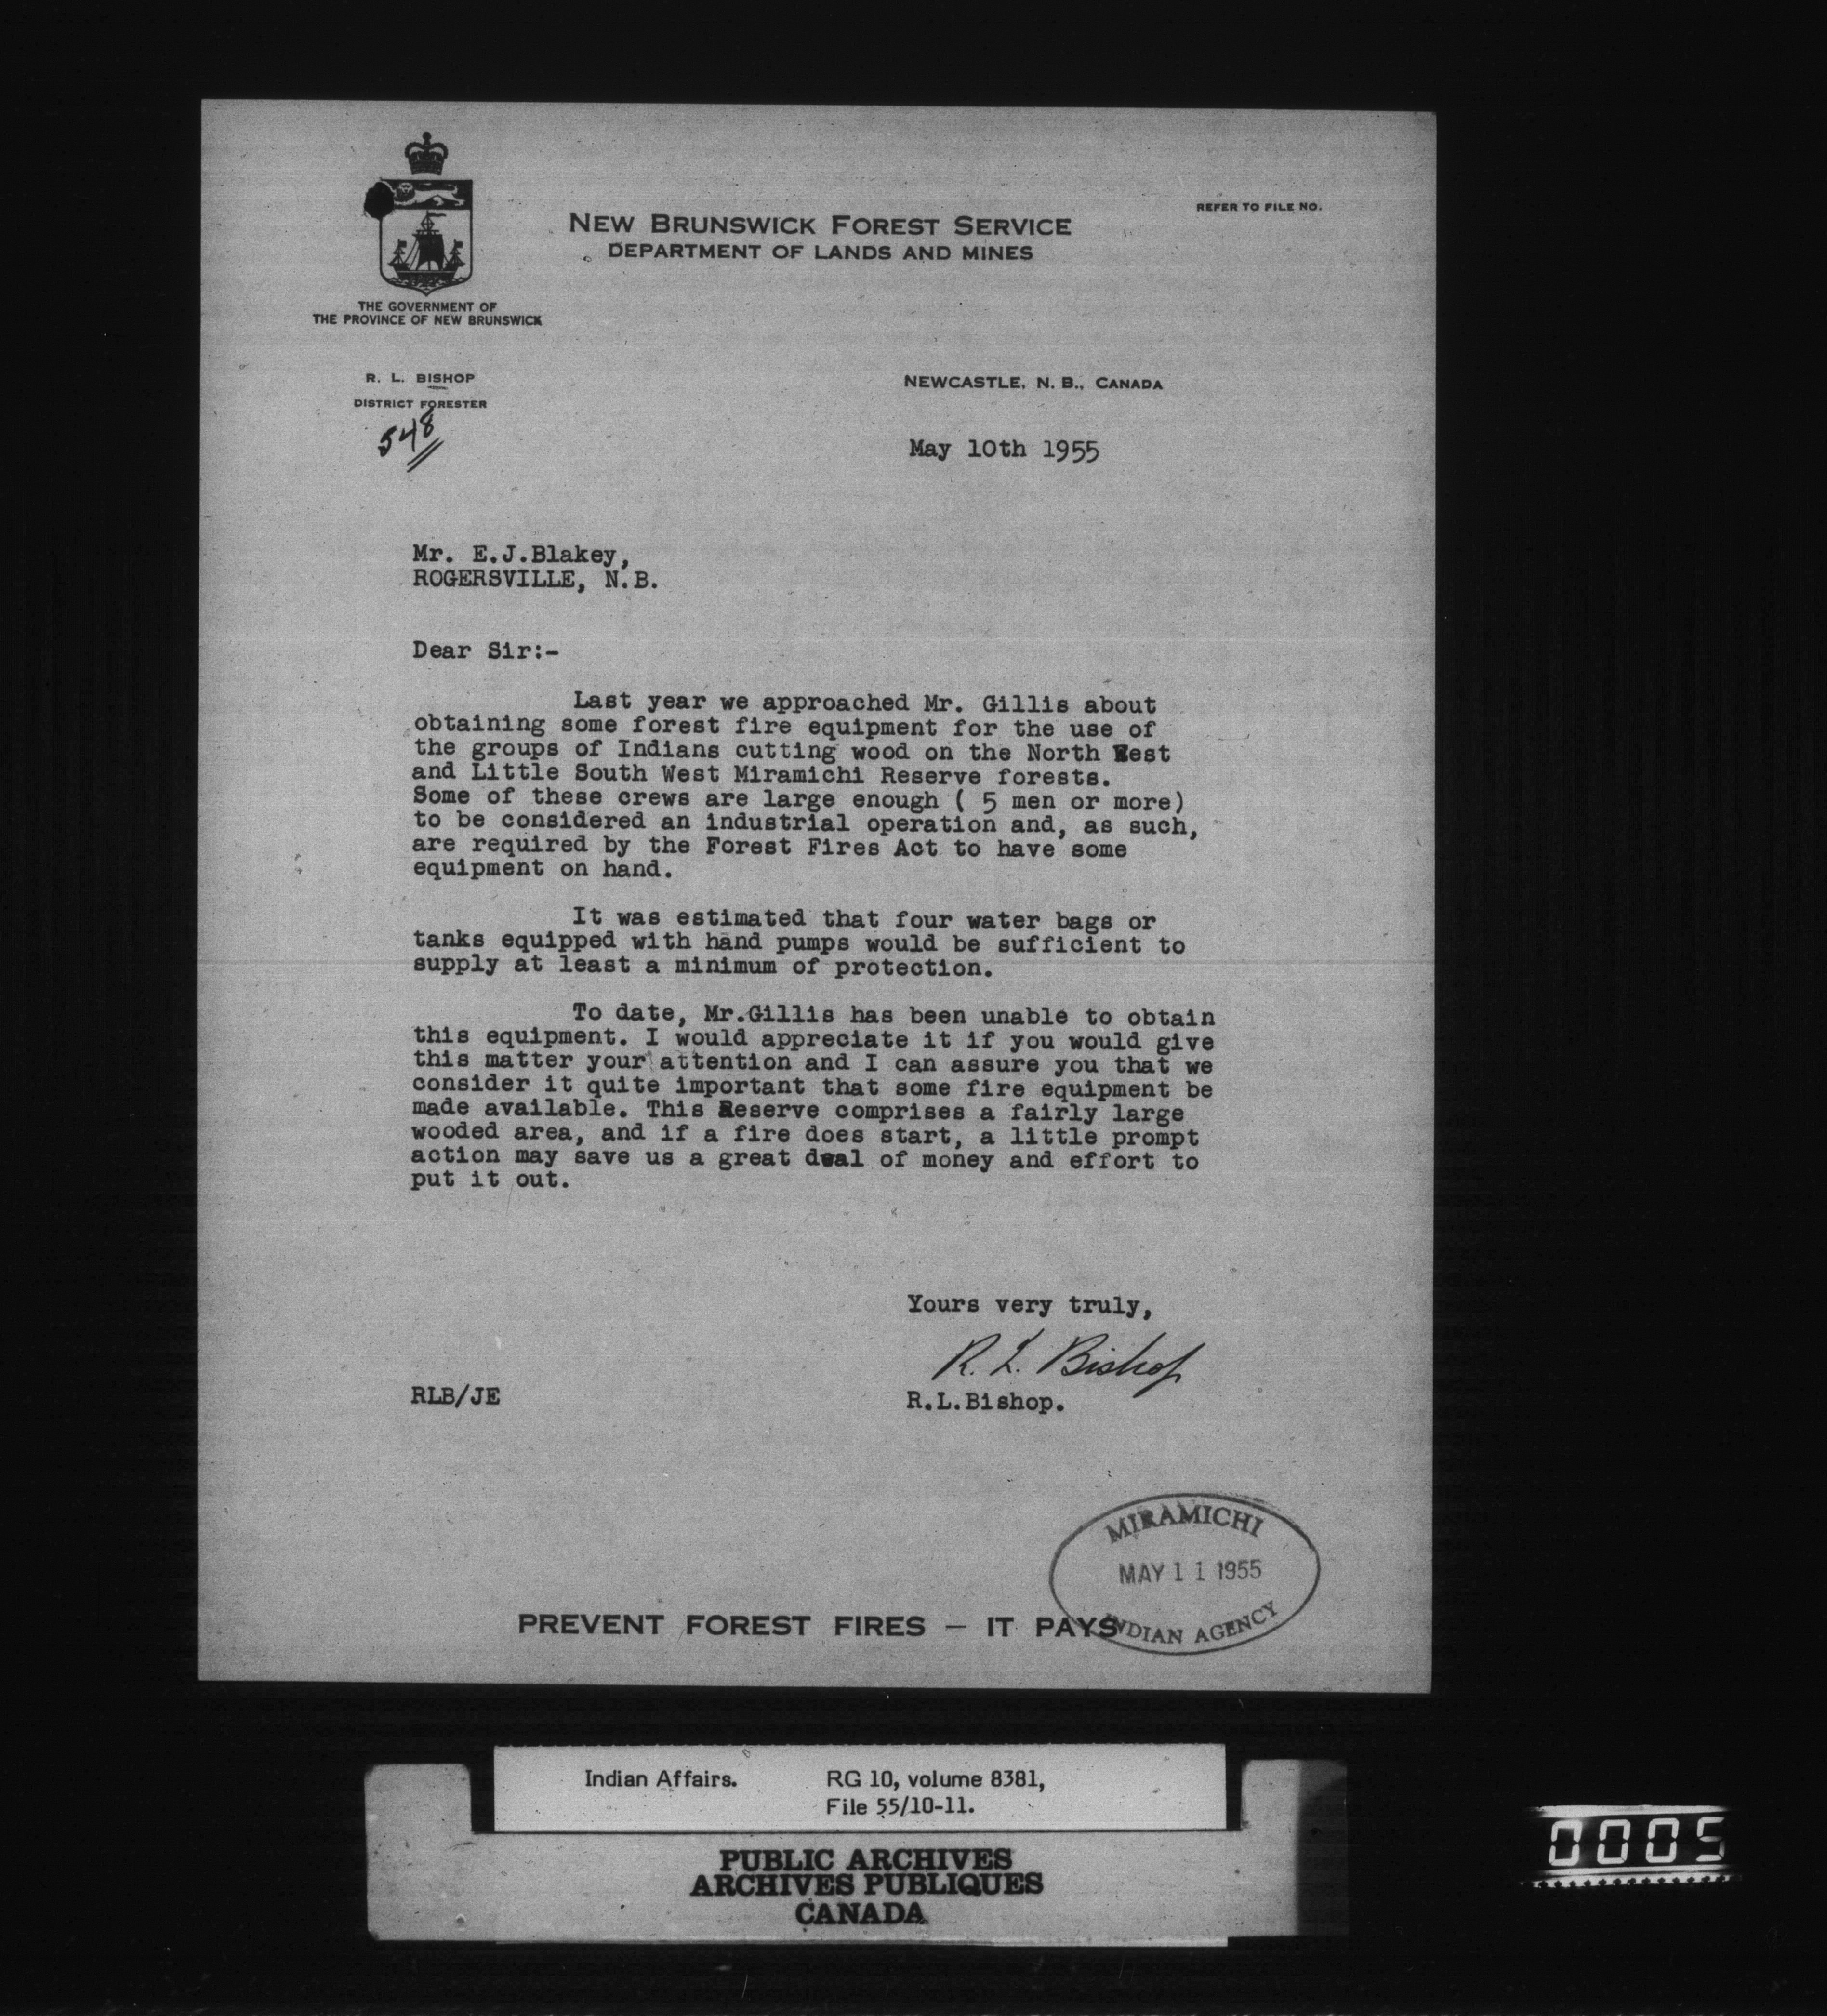 NEW BRUNSWICK FOREST SERVICE
DEPARTMENT OF LANDS AND MINES
REFER TO FILE NO.
THE GOVERNMENT OF
THE PROVINCE OF NEW BRUNSWICK
R. L. BISHOP
DISTRICT FORESTER
548
NEWCASTLE, N. B., CANADA
May 10th 1955
Mr. E.J.Blakey,
ROGERSVILLE, N.B.
Dear Sir:-
Last year we approached Mr. Gillis about
obtaining some forest fire equipment for the use of
the groups of Indians cutting wood on the North West
and Little South West Miramichi Reserve forests.
Some of these crews are large enough ( 5 men or more)
to be considered an industrial operation and, as such,
are required by the Forest Fires Act to have some
equipment on hand.
It was estimated that four water bags or
tanks equipped with hand pumps would be sufficient to
supply at least a minimum of protection.
To date, Mr.Gillis has been unable to obtain
this equipment. I would appreciate it if you would give
this matter your attention and I can assure you that we
consider it quite important that some fire equipment be
made available. This Reserve comprises a fairly large
wooded area, and if a fire does start, a little prompt
action may save us a great deal of money and effort to
put it out.
Yours very truly,
R. L. Bishop
RLB/JE
R.L.Bishop.
MIRAMICHI
MAY 11 1955
INDIAN AGENCY
PREVENT FOREST FIRES — IT PAYS
Indian Affairs. RG 10, volume 8381,
File 55/10-11.
PUBLIC ARCHIVES
ARCHIVES PUBLIQUES
CANADA
0005